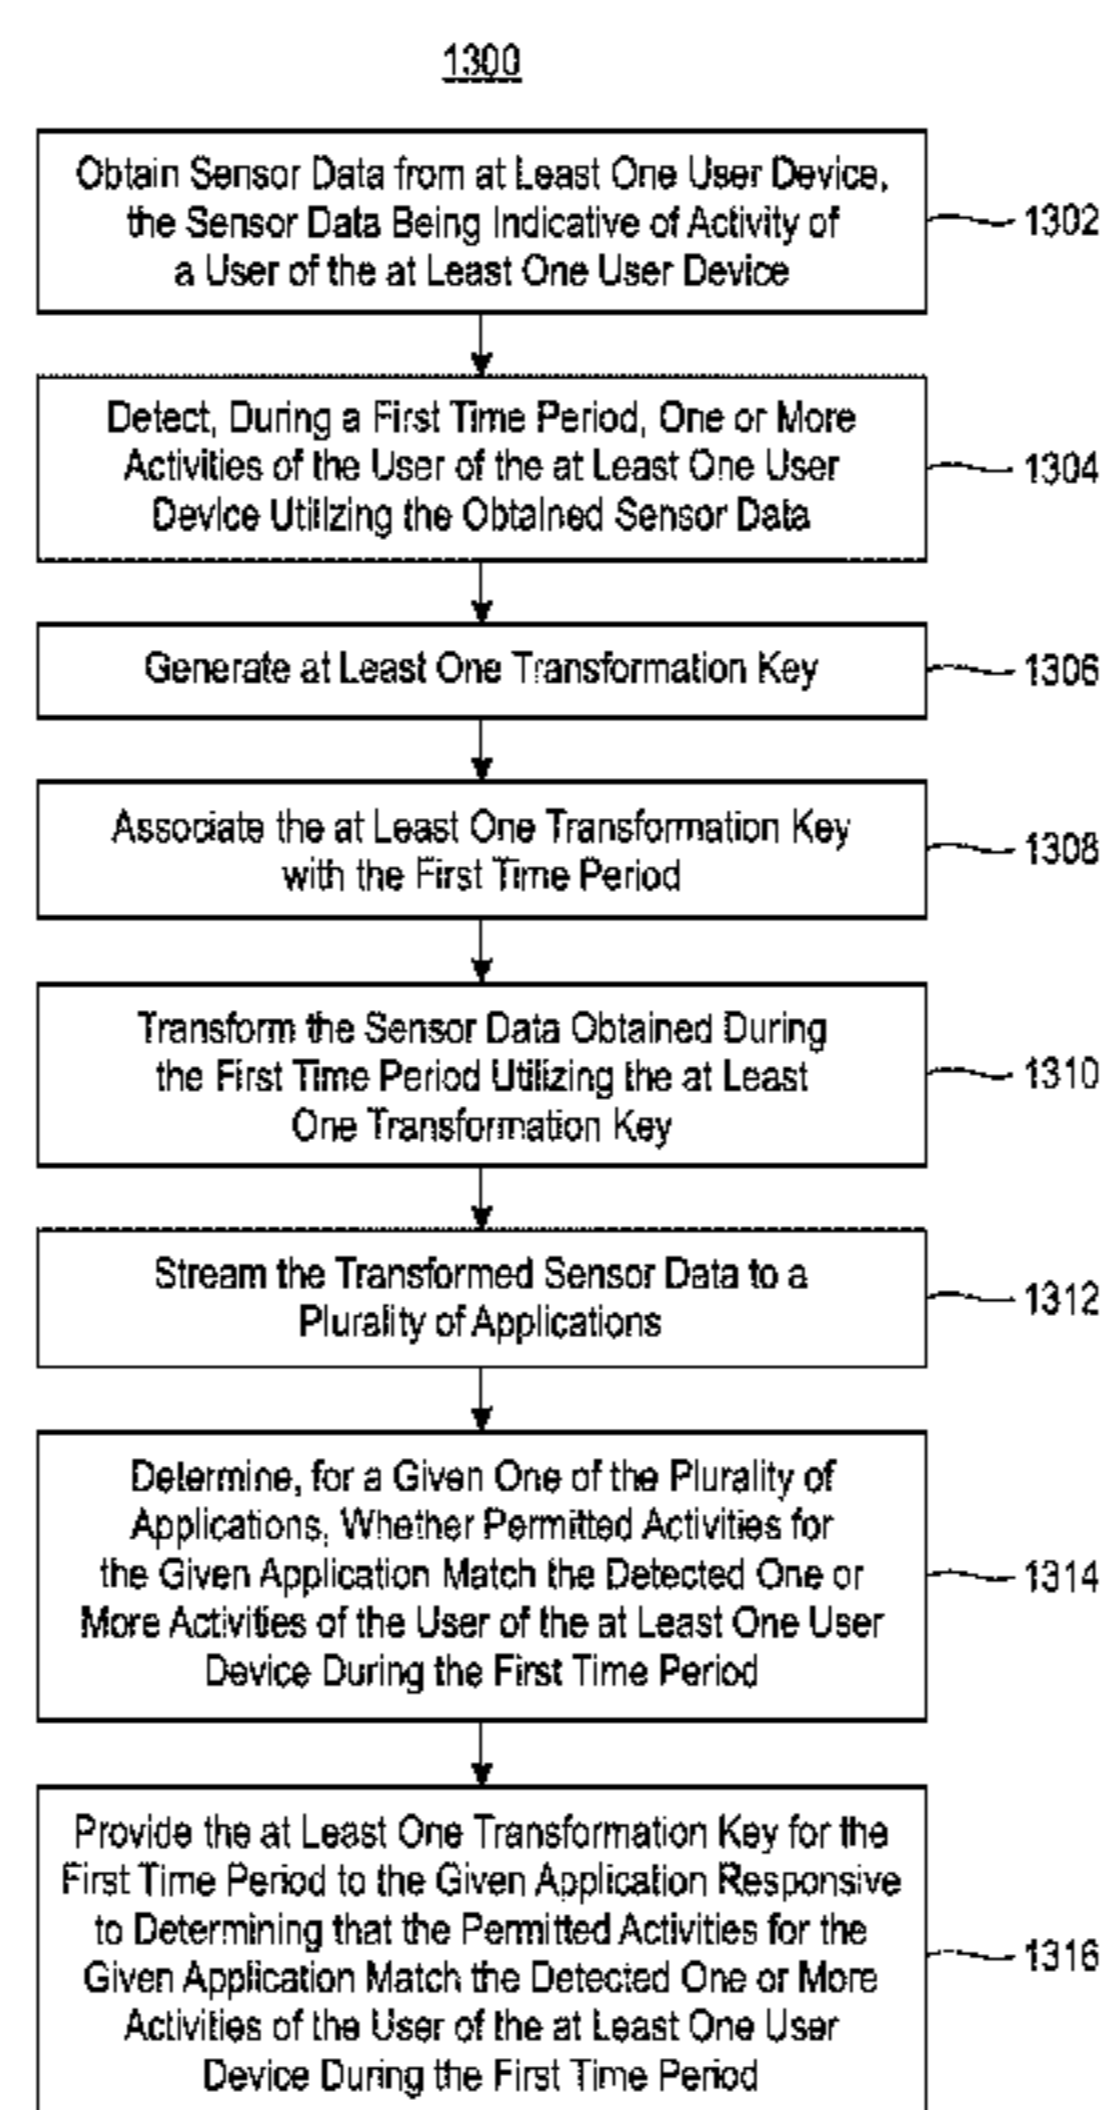 1300
Obtain Sensor Data from at Least One User Device,
the Sensor Data Being Indicative of Activity of
a User of the at Least One User Device
1302
Detect, During a First Time Period, One or More
Activities of the User of the at Least One User
Device Utilizing the Obtained Sensor Data
1304
Generate at Least One Transformation Key
1306
Associate the at Least One Transformation Key
with the First Time Period
1308
Transform the Sensor Data Obtained During
the First Time Period Utilizing the at Least
One Transformation Key
1310
Stream the Transformed Sensor Data to a
Plurality of Applications
1312
Determine, for a Given One of the Plurality of
Applications, Whether Permitted Activities for
the Given Application Match the Detected One or
More Activities of the User of the at Least One User
Device During the First Time Period
1314
Provide the at Least One Transformation Key for the
First Time Period to the Given Application Responsive
to Determining that the Permitted Activities for the
Given Application Match the Detected One or More
Activities of the User of the at Least One User
Device During the First Time Period
1316